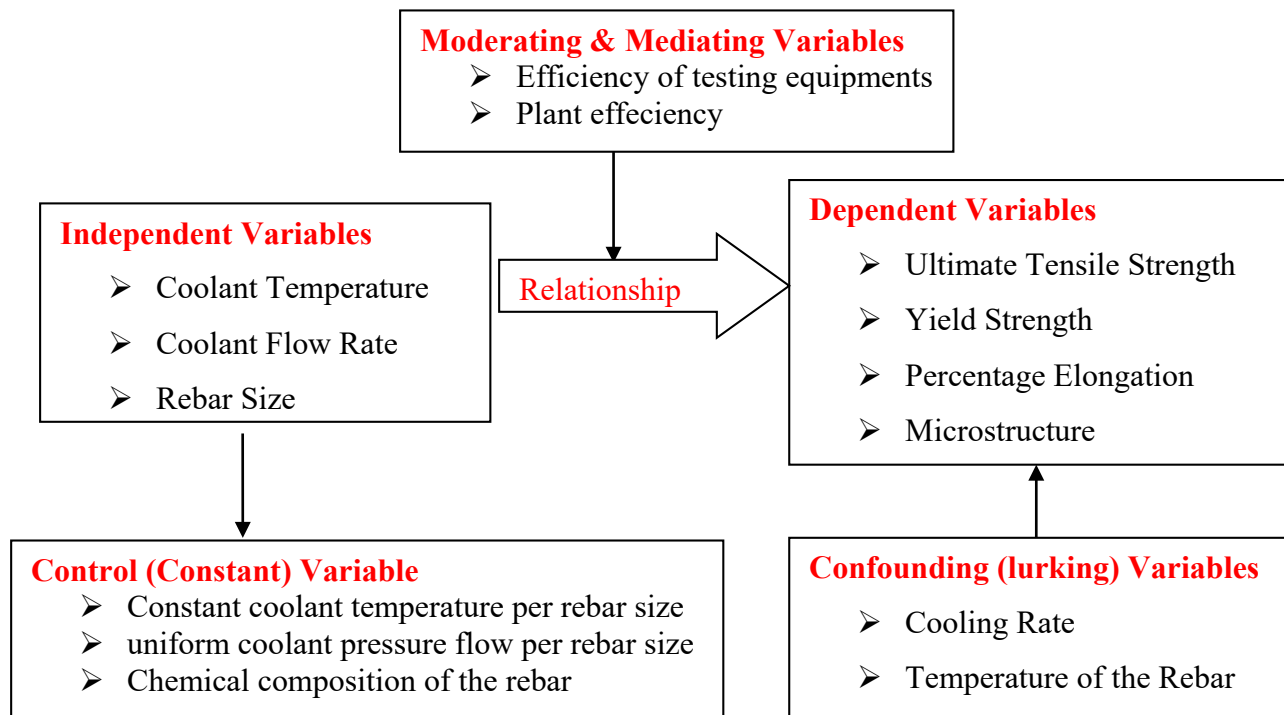 Moderating & Mediating Variables
➢ Efficiency of testing equipments
➢ Plant effeciency
Independent Variables
➢ Coolant Temperature
➢ Coolant Flow Rate
➢ Rebar Size
Relationship
Dependent Variables
➢ Ultimate Tensile Strength
➢ Yield Strength
➢ Percentage Elongation
➢ Microstructure
Control (Constant) Variable
➢ Constant coolant temperature per rebar size
➢ uniform coolant pressure flow per rebar size
➢ Chemical composition of the rebar
Confounding (lurking) Variables
➢ Cooling Rate
➢ Temperature of the Rebar